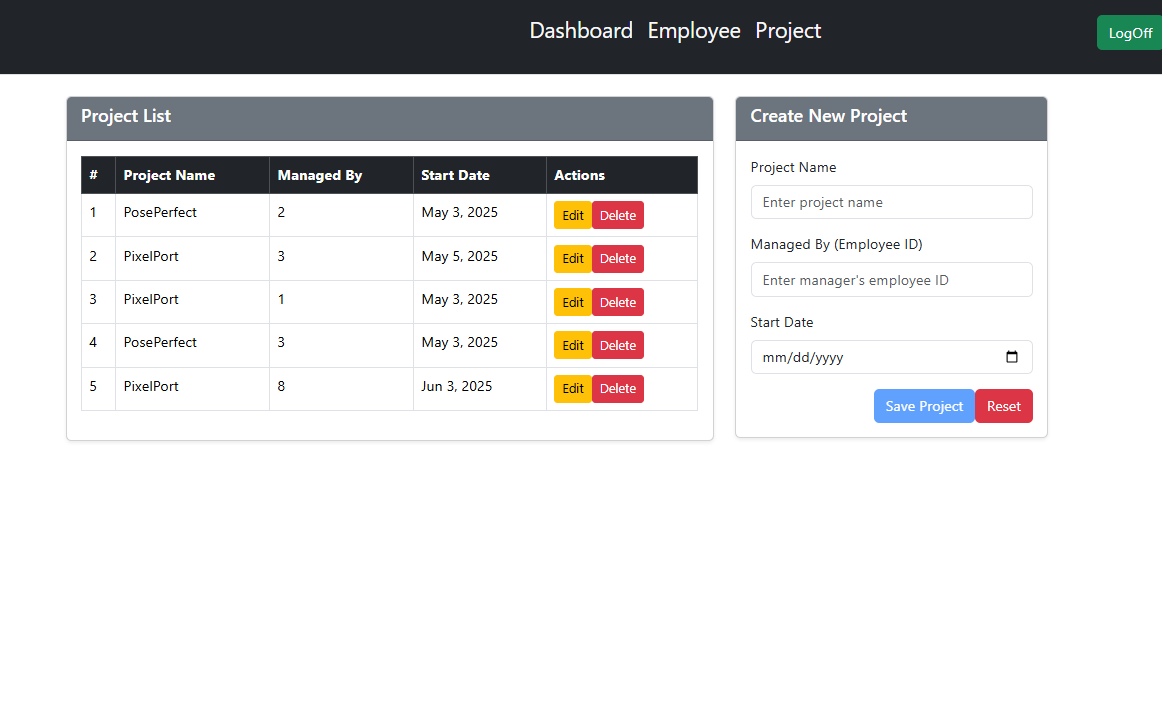 Dashboard Employee Project
LogOff
Project List
# Project Name Managed By Start Date Actions
1 PosePerfect 2 May 3, 2025 Edit Delete
2 PixelPort 3 May 5, 2025 Edit Delete
3 PixelPort 1 May 3, 2025 Edit Delete
4 PosePerfect 3 May 3, 2025 Edit Delete
5 PixelPort 8 Jun 3, 2025 Edit Delete
Create New Project
Project Name
Enter project name
Managed By (Employee ID)
Enter manager's employee ID
Start Date
mm/dd/yyyy
Save Project Reset